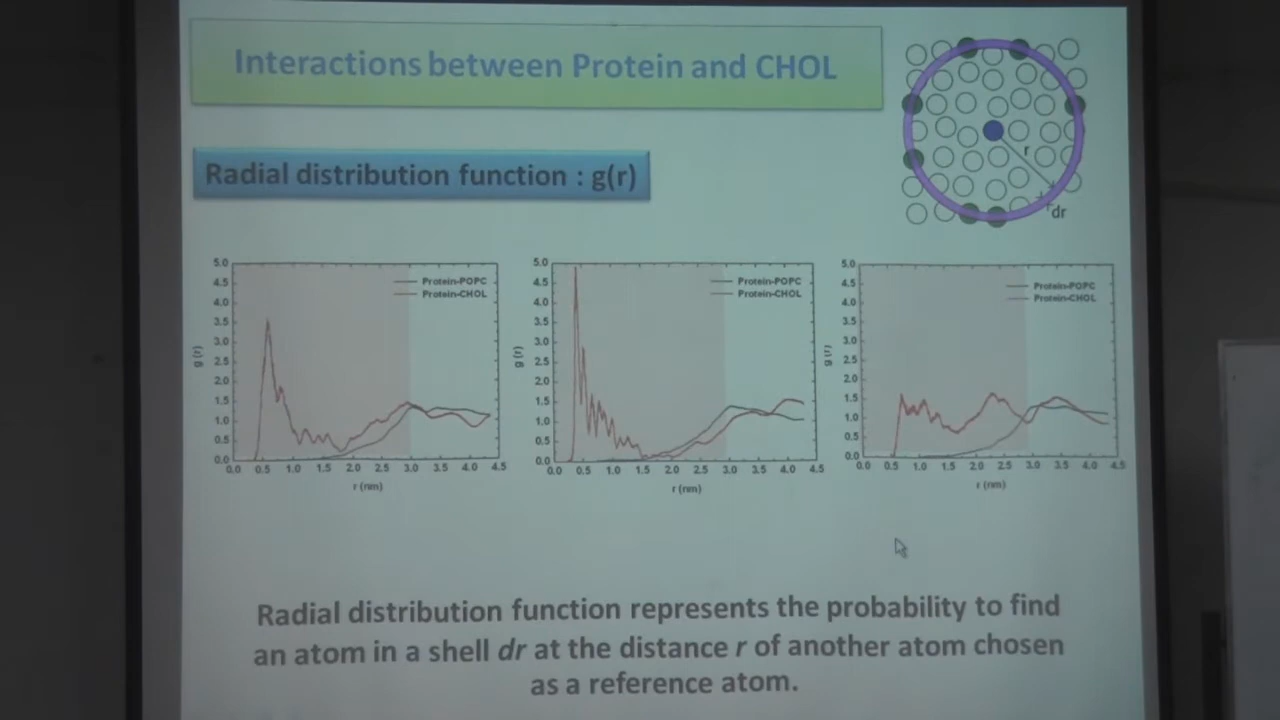 Interactions between Protein and CHOL
Radial distribution function : g(r)
r
dr
5.0
4.5
4.0
3.5
3.0
2.5
2.0
1.5
1.0
0.5
0.0
g (r)
Protein-POPC
Protein-CHOL
0.0 0.5 1.0 1.5 2.0 2.5 3.0 3.5 4.0 4.5
r (nm)
5.0
4.5
4.0
3.5
3.0
2.5
2.0
1.5
1.0
0.5
0.0
g (r)
Protein-POPC
Protein-CHOL
0.0 0.5 1.0 1.5 2.0 2.5 3.0 3.5 4.0 4.5
r (nm)
5.0
4.5
4.0
3.5
3.0
2.5
2.0
1.5
1.0
0.5
0.0
g (r)
Protein-POPC
Protein-CHOL
0.0 0.5 1.0 1.5 2.0 2.5 3.0 3.5 4.0 4.5
r (nm)
Radial distribution function represents the probability to find
an atom in a shell dr at the distance r of another atom chosen
as a reference atom.